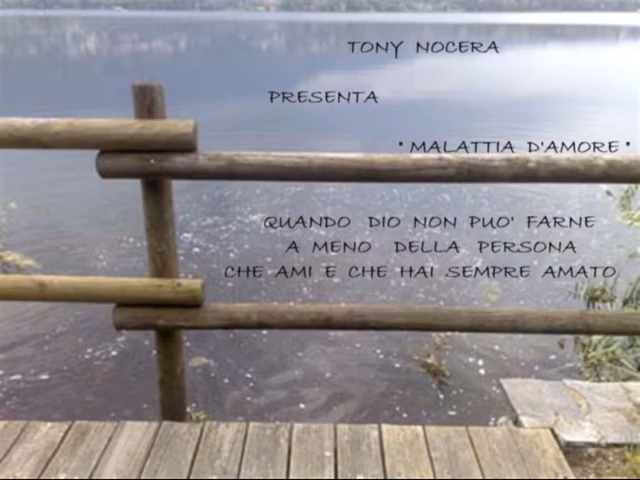 TONY NOCERA
PRESENTA
" MALATTIA D'AMORE "
QUANDO DIO NON PUO' FARNE
A MENO DELLA PERSONA
CHE AMI E CHE HAI SEMPRE AMATO